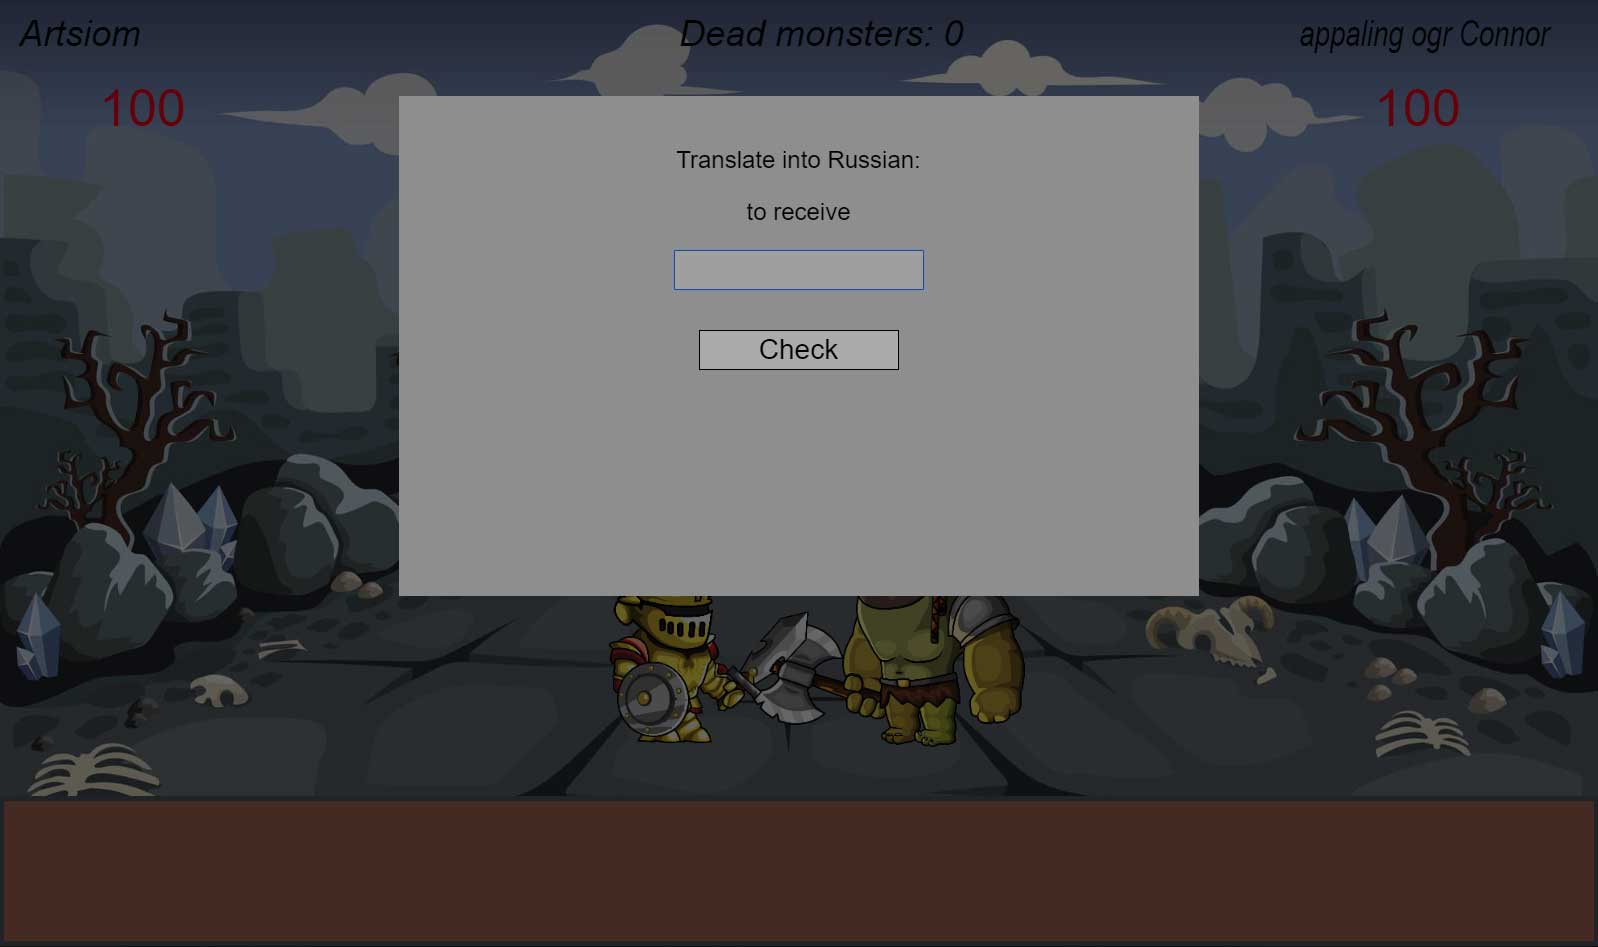 Artsiom
Dead monsters: 0
appaling ogr Connor
100
100
Translate into Russian:
to receive
Check